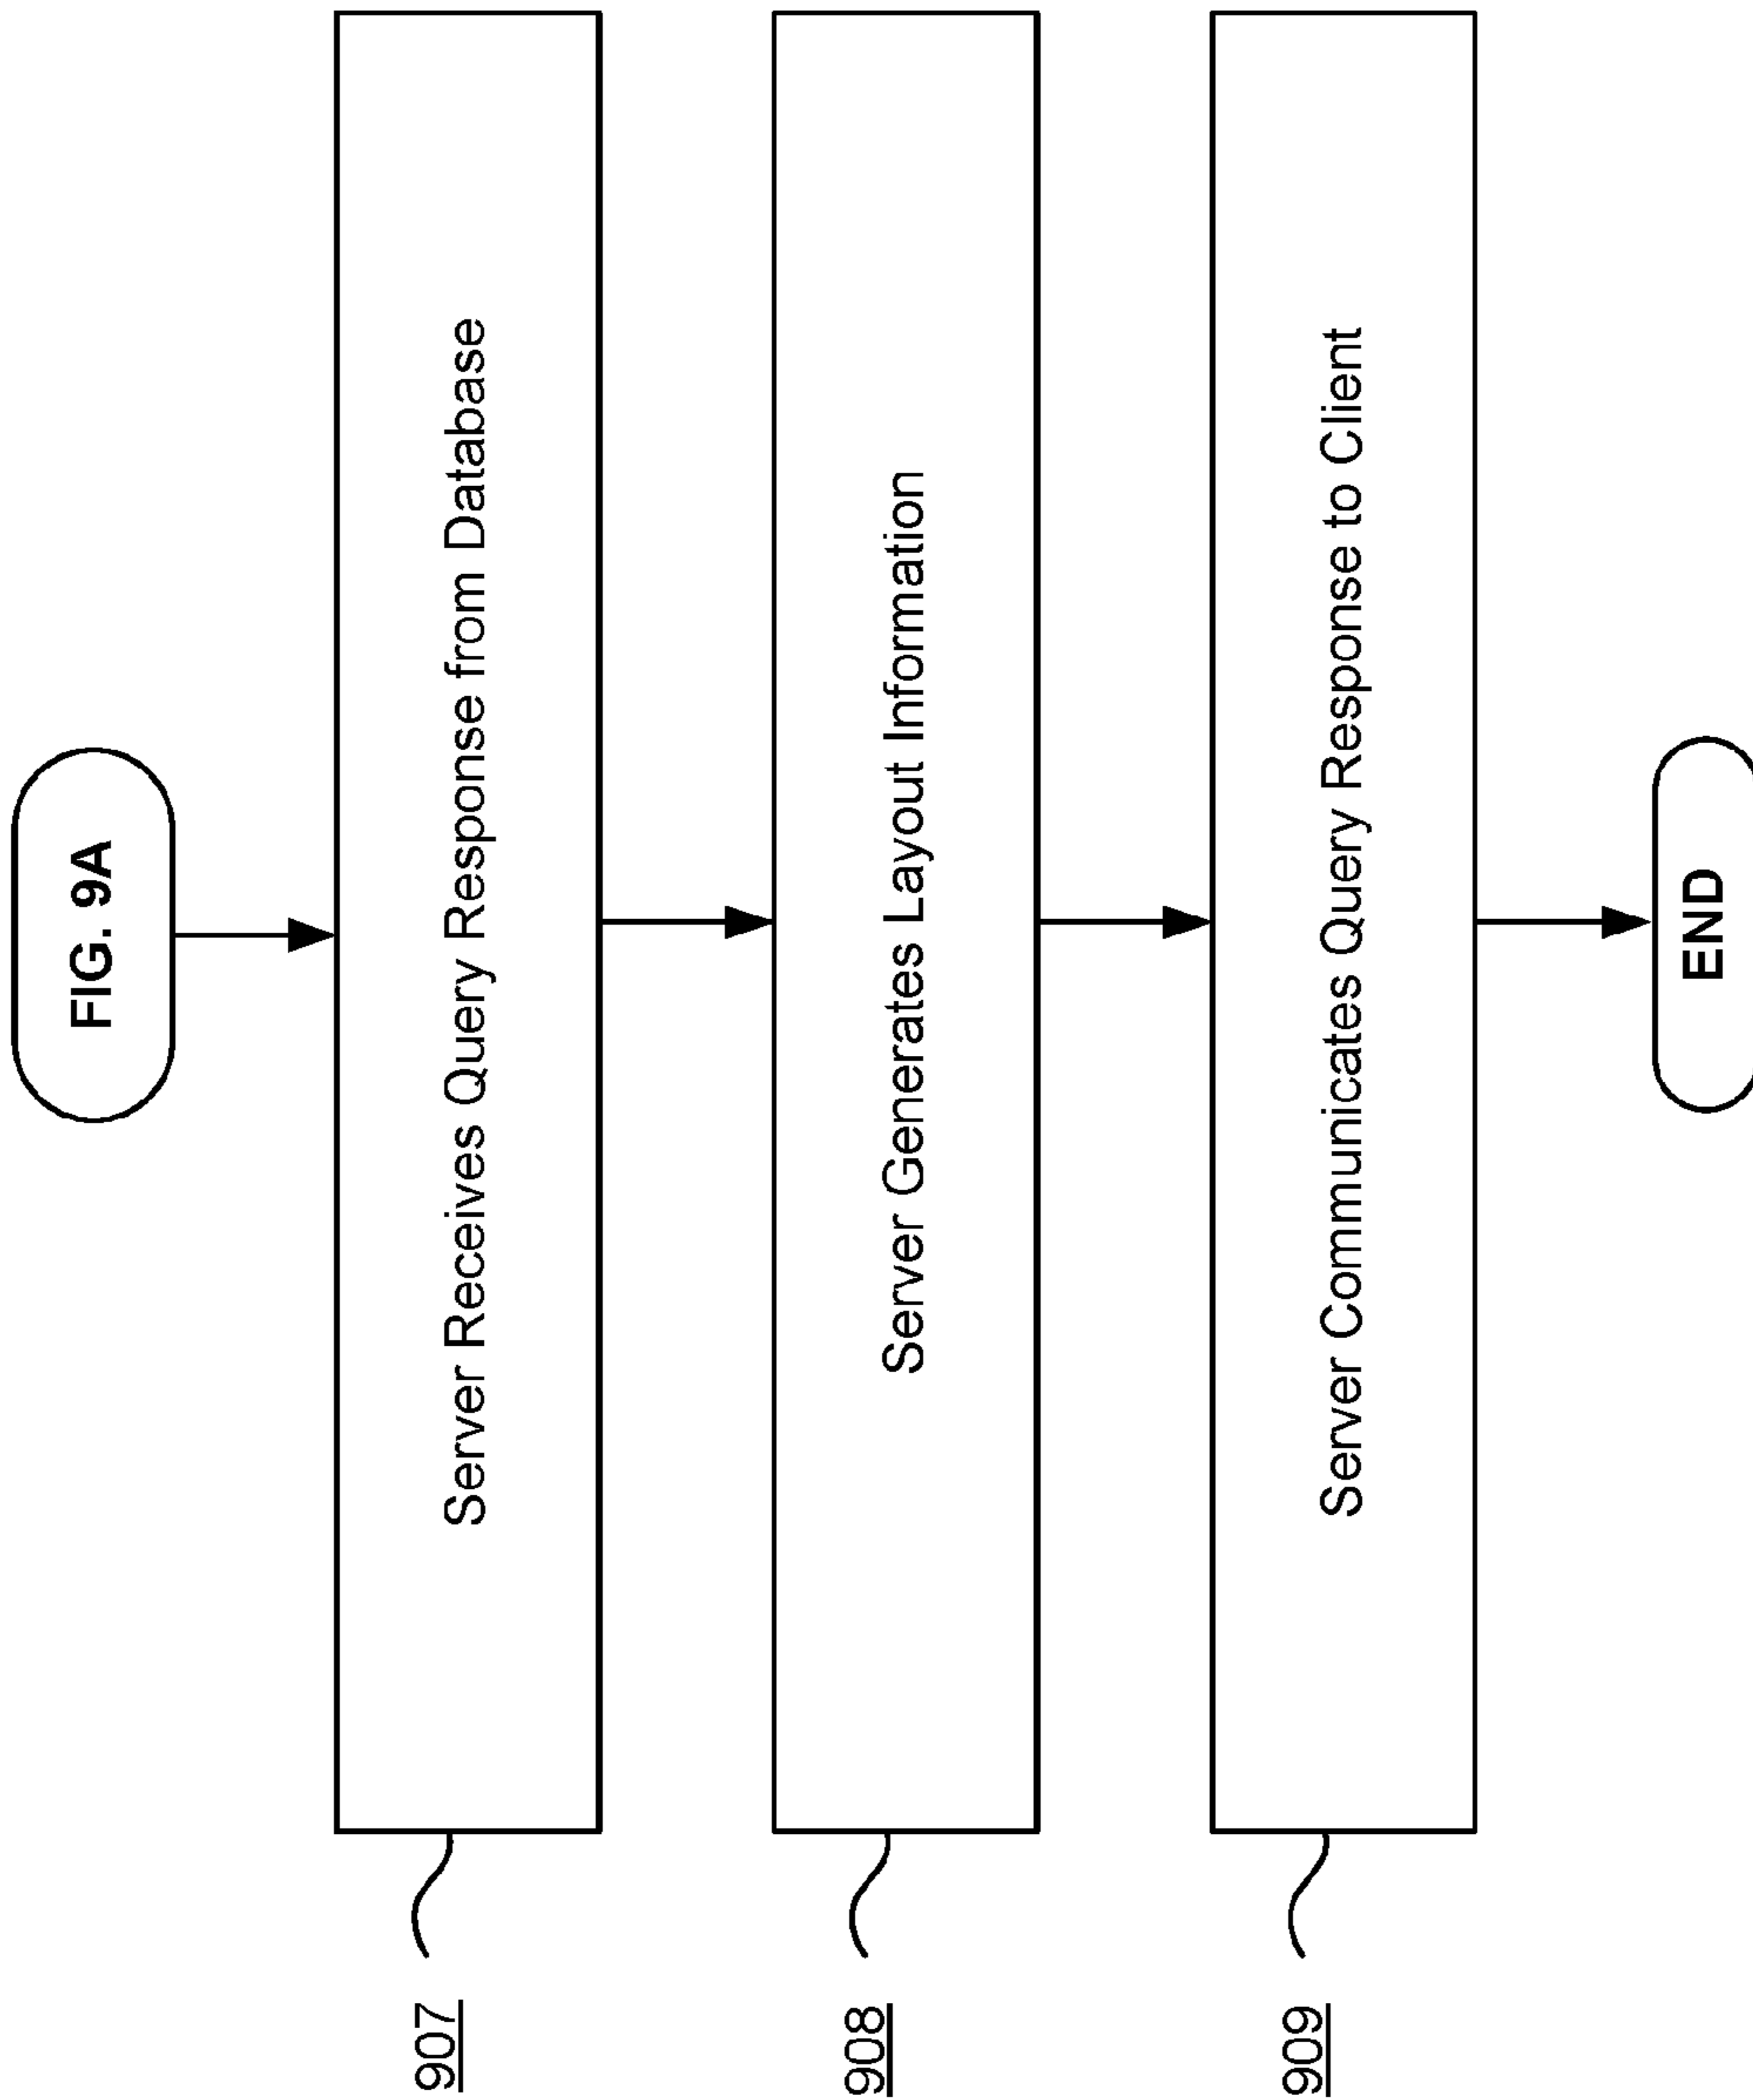 FIG. 9A
907
Server Receives Query Response from Database
908
Server Generates Layout Information
909
Server Communicates Query Response to Client
END